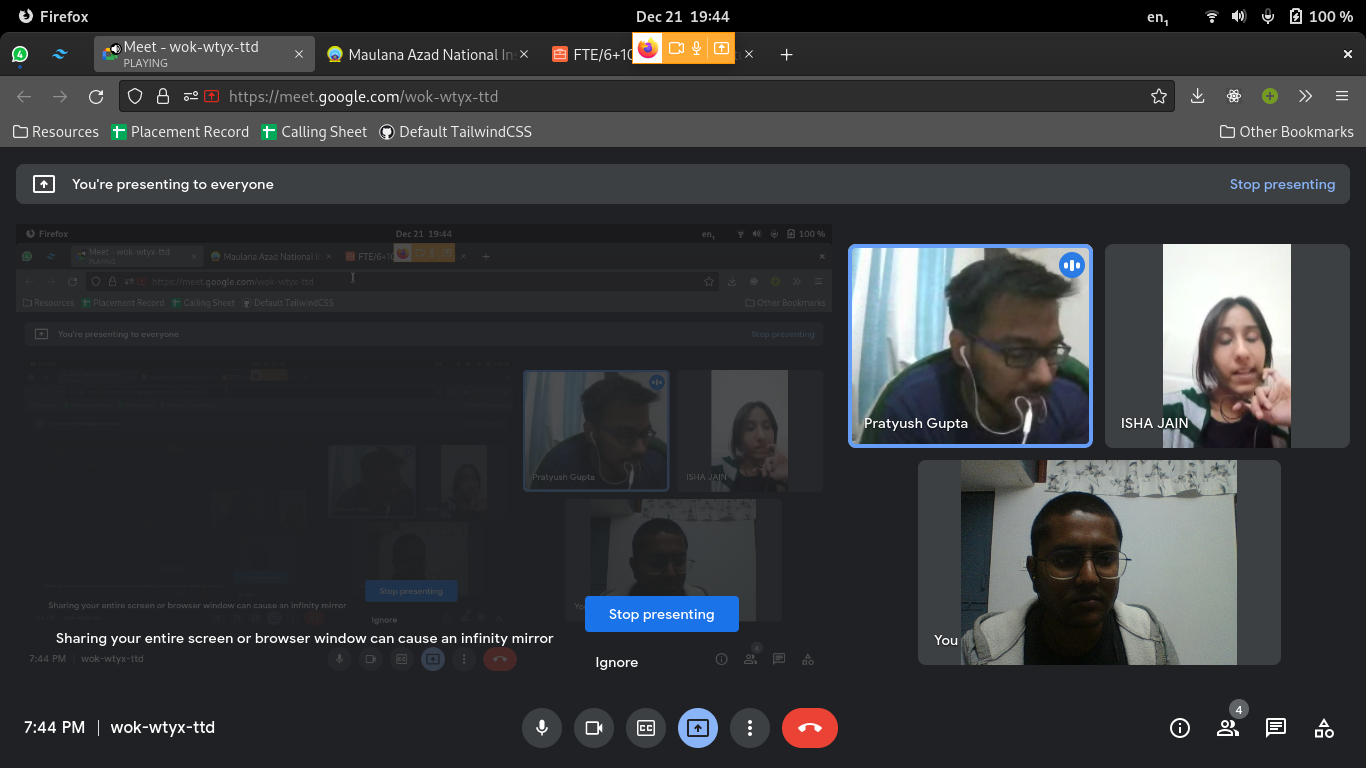 Firefox
Dec 21 19:44
en1
100 %
4
Meet - wok-wtyx-ttd
PLAYING
Maulana Azad National In
FTE/6+10
https://meet.google.com/wok-wtyx-ttd
Resources
Placement Record
Calling Sheet
Default TailwindCSS
Other Bookmarks
You're presenting to everyone
Stop presenting
Firefox
Dec 21 19:44
en1
100 %
Meet - wok-wtyx-ttd
PLAYING
Maulana Azad National In
FTE/6+10
https://meet.google.com/wok-wtyx-ttd
Resources
Placement Record
Calling Sheet
Default TailwindCSS
Other Bookmarks
You're presenting to everyone
Stop presenting
Pratyush Gupta
ISHA JAIN
Pratyush Gupta
ISHA JAIN
Stop presenting
Sharing your entire screen or browser window can cause an infinity mirror
Ignore
7:44 PM
wok-wtyx-ttd
Stop presenting
Sharing your entire screen or browser window can cause an infinity mirror
Ignore
You
7:44 PM
wok-wtyx-ttd
CC
4